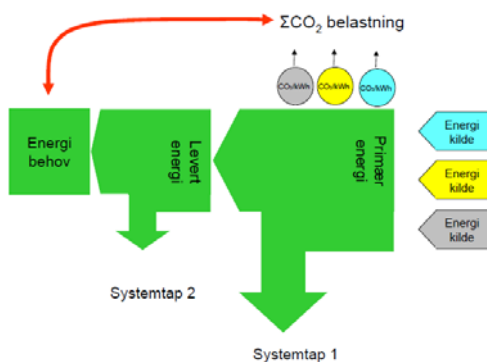 ΣCO₂ belastning
CO₂/kWh
CO₂/kWh
CO₂/kWh
Energi
behov
Levert
energi
Primær
energi
Energi
kilde
Energi
kilde
Energi
kilde
Systemtap 2
Systemtap 1